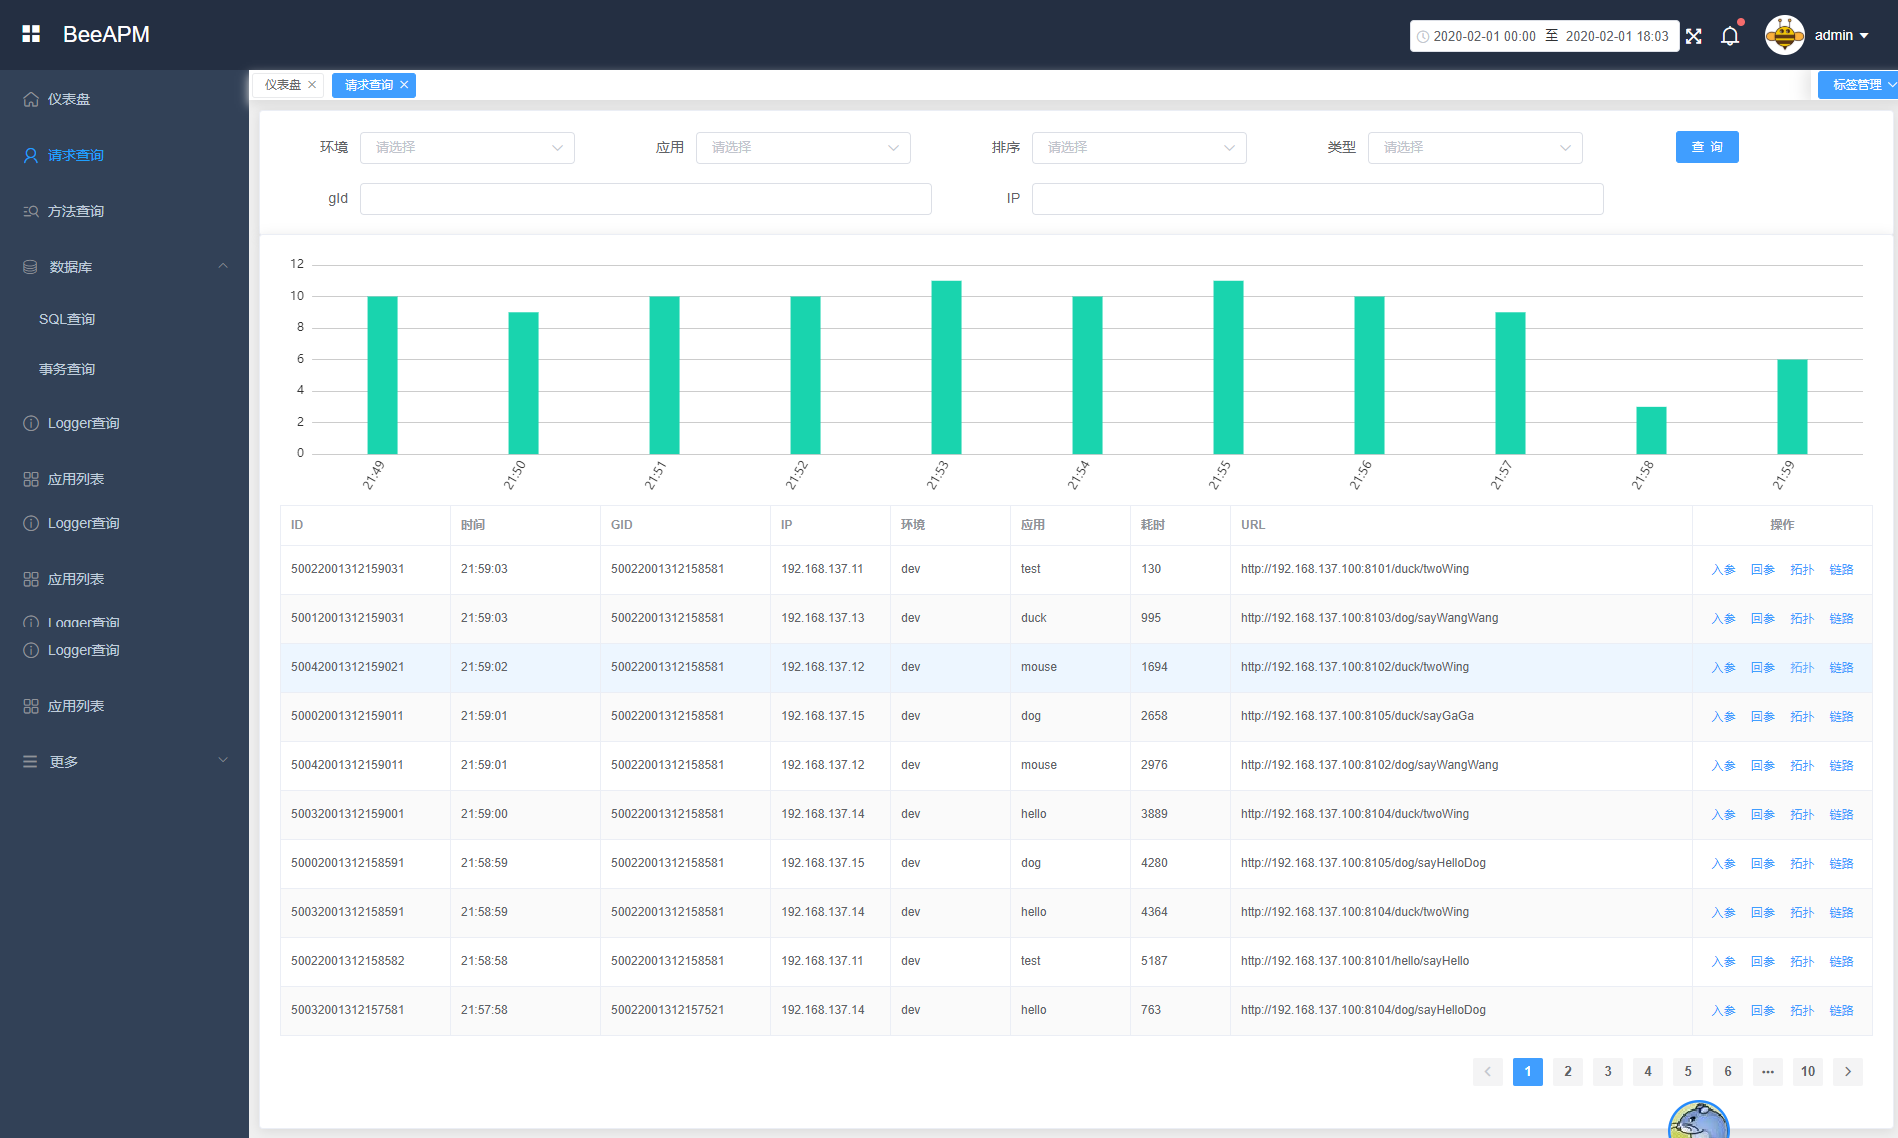 BeeAPM
2020-02-01 00:00 至 2020-02-01 18:03
admin
仪表盘
请求查询
方法查询
数据库
SQL查询
事务查询
Logger查询
应用列表
Logger查询
应用列表
Logger查询
Logger查询
应用列表
更多
仪表盘 请求查询 标签管理
环境 请选择 应用 请选择 排序 请选择 类型 请选择 查 询
gId IP
12
10
8
6
4
2
0
21:49 21:50 21:51 21:52 21:53 21:54 21:55 21:56 21:57 21:58 21:59
ID 时间 GID IP 环境 应用 耗时 URL 操作
50022001312159031 21:59:03 50022001312158581 192.168.137.11 dev test 130 http://192.168.137.100:8101/duck/twoWing 入参 回参 拓扑 链路
50012001312159031 21:59:03 50022001312158581 192.168.137.13 dev duck 995 http://192.168.137.100:8103/dog/sayWangWang 入参 回参 拓扑 链路
50042001312159021 21:59:02 50022001312158581 192.168.137.12 dev mouse 1694 http://192.168.137.100:8102/duck/twoWing 入参 回参 拓扑 链路
50002001312159011 21:59:01 50022001312158581 192.168.137.15 dev dog 2658 http://192.168.137.100:8105/duck/sayGaGa 入参 回参 拓扑 链路
50042001312159011 21:59:01 50022001312158581 192.168.137.12 dev mouse 2976 http://192.168.137.100:8102/dog/sayWangWang 入参 回参 拓扑 链路
50032001312159001 21:59:00 50022001312158581 192.168.137.14 dev hello 3889 http://192.168.137.100:8104/duck/twoWing 入参 回参 拓扑 链路
50002001312158591 21:58:59 50022001312158581 192.168.137.15 dev dog 4280 http://192.168.137.100:8105/dog/sayHelloDog 入参 回参 拓扑 链路
50032001312158591 21:58:59 50022001312158581 192.168.137.14 dev hello 4364 http://192.168.137.100:8104/duck/twoWing 入参 回参 拓扑 链路
50022001312158582 21:58:58 50022001312158581 192.168.137.11 dev test 5187 http://192.168.137.100:8101/hello/sayHello 入参 回参 拓扑 链路
50032001312157581 21:57:58 50022001312157521 192.168.137.14 dev hello 763 http://192.168.137.100:8104/dog/sayHelloDog 入参 回参 拓扑 链路
1 2 3 4 5 6 ··· 10